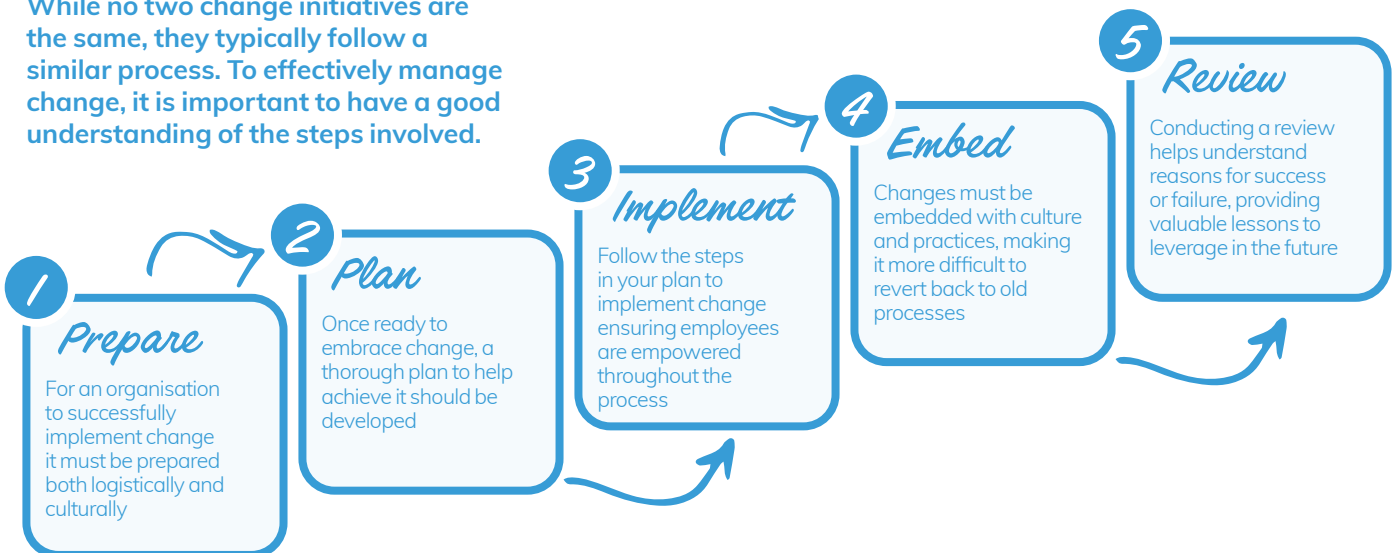 While no two change initiatives are
the same, they typically follow a
similar process. To effectively manage
change, it is important to have a good
understanding of the steps involved.
1
Prepare
For an organisation
to successfully
implement change
it must be prepared
both logistically and
culturally
2
Plan
Once ready to
embrace change, a
thorough plan to help
achieve it should be
developed
3
Implement
Follow the steps
in your plan to
implement change
ensuring employees
are empowered
throughout the
process
4
Embed
Changes must be
embedded with culture
and practices, making
it more difficult to
revert back to old
processes
5
Review
Conducting a review
helps understand
reasons for success
or failure, providing
valuable lessons to
leverage in the future